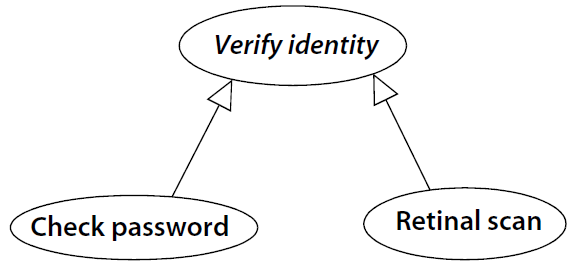 Verify identity
Check password
Retinal scan